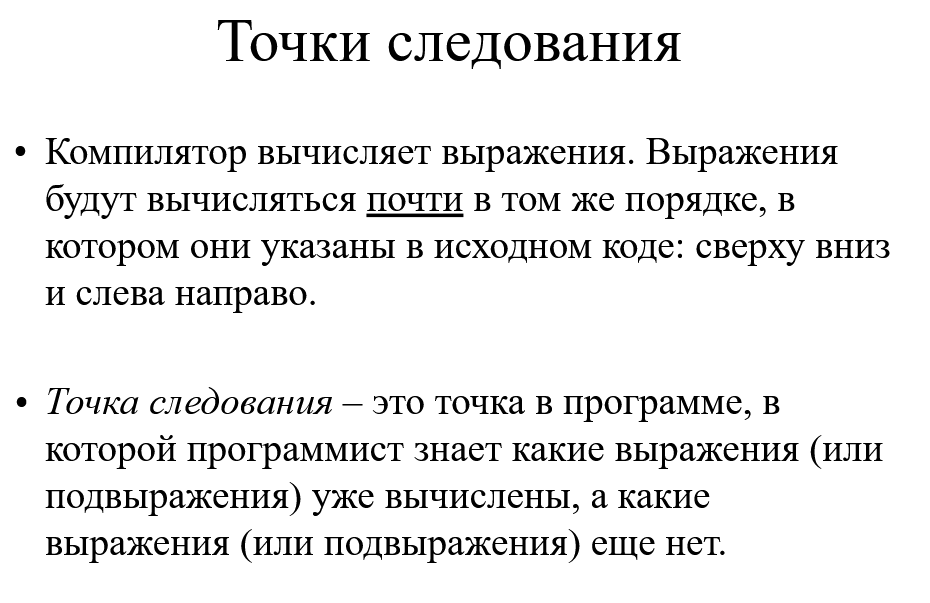 Точки следования
• Компилятор вычисляет выражения. Выражения
будут вычисляться почти в том же порядке, в
котором они указаны в исходном коде: сверху вниз
и слева направо.
• Точка следования – это точка в программе, в
которой программист знает какие выражения (или
подвыражения) уже вычислены, а какие
выражения (или подвыражения) еще нет.